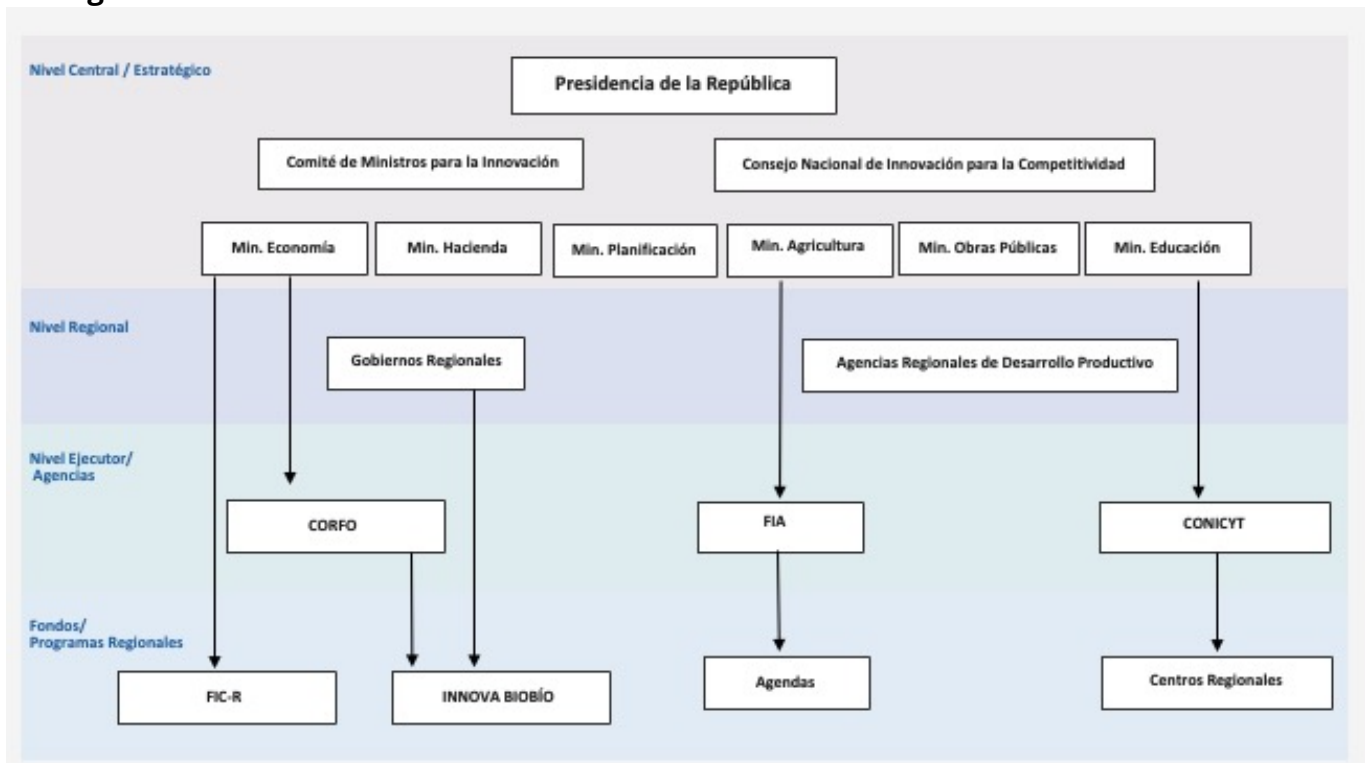 Nivel Central / Estratégico
Presidencia de la República
Comité de Ministros para la Innovación
Consejo Nacional de Innovación para la Competitividad
Min. Economía
Min. Hacienda
Min. Planificación
Min. Agricultura
Min. Obras Públicas
Min. Educación
Nivel Regional
Gobiernos Regionales
Agencias Regionales de Desarrollo Productivo
Nivel Ejecutor/
Agencias
CORFO
FIA
CONICYT
Fondos/
Programas Regionales
FIC-R
INNOVA BIOBÍO
Agendas
Centros Regionales